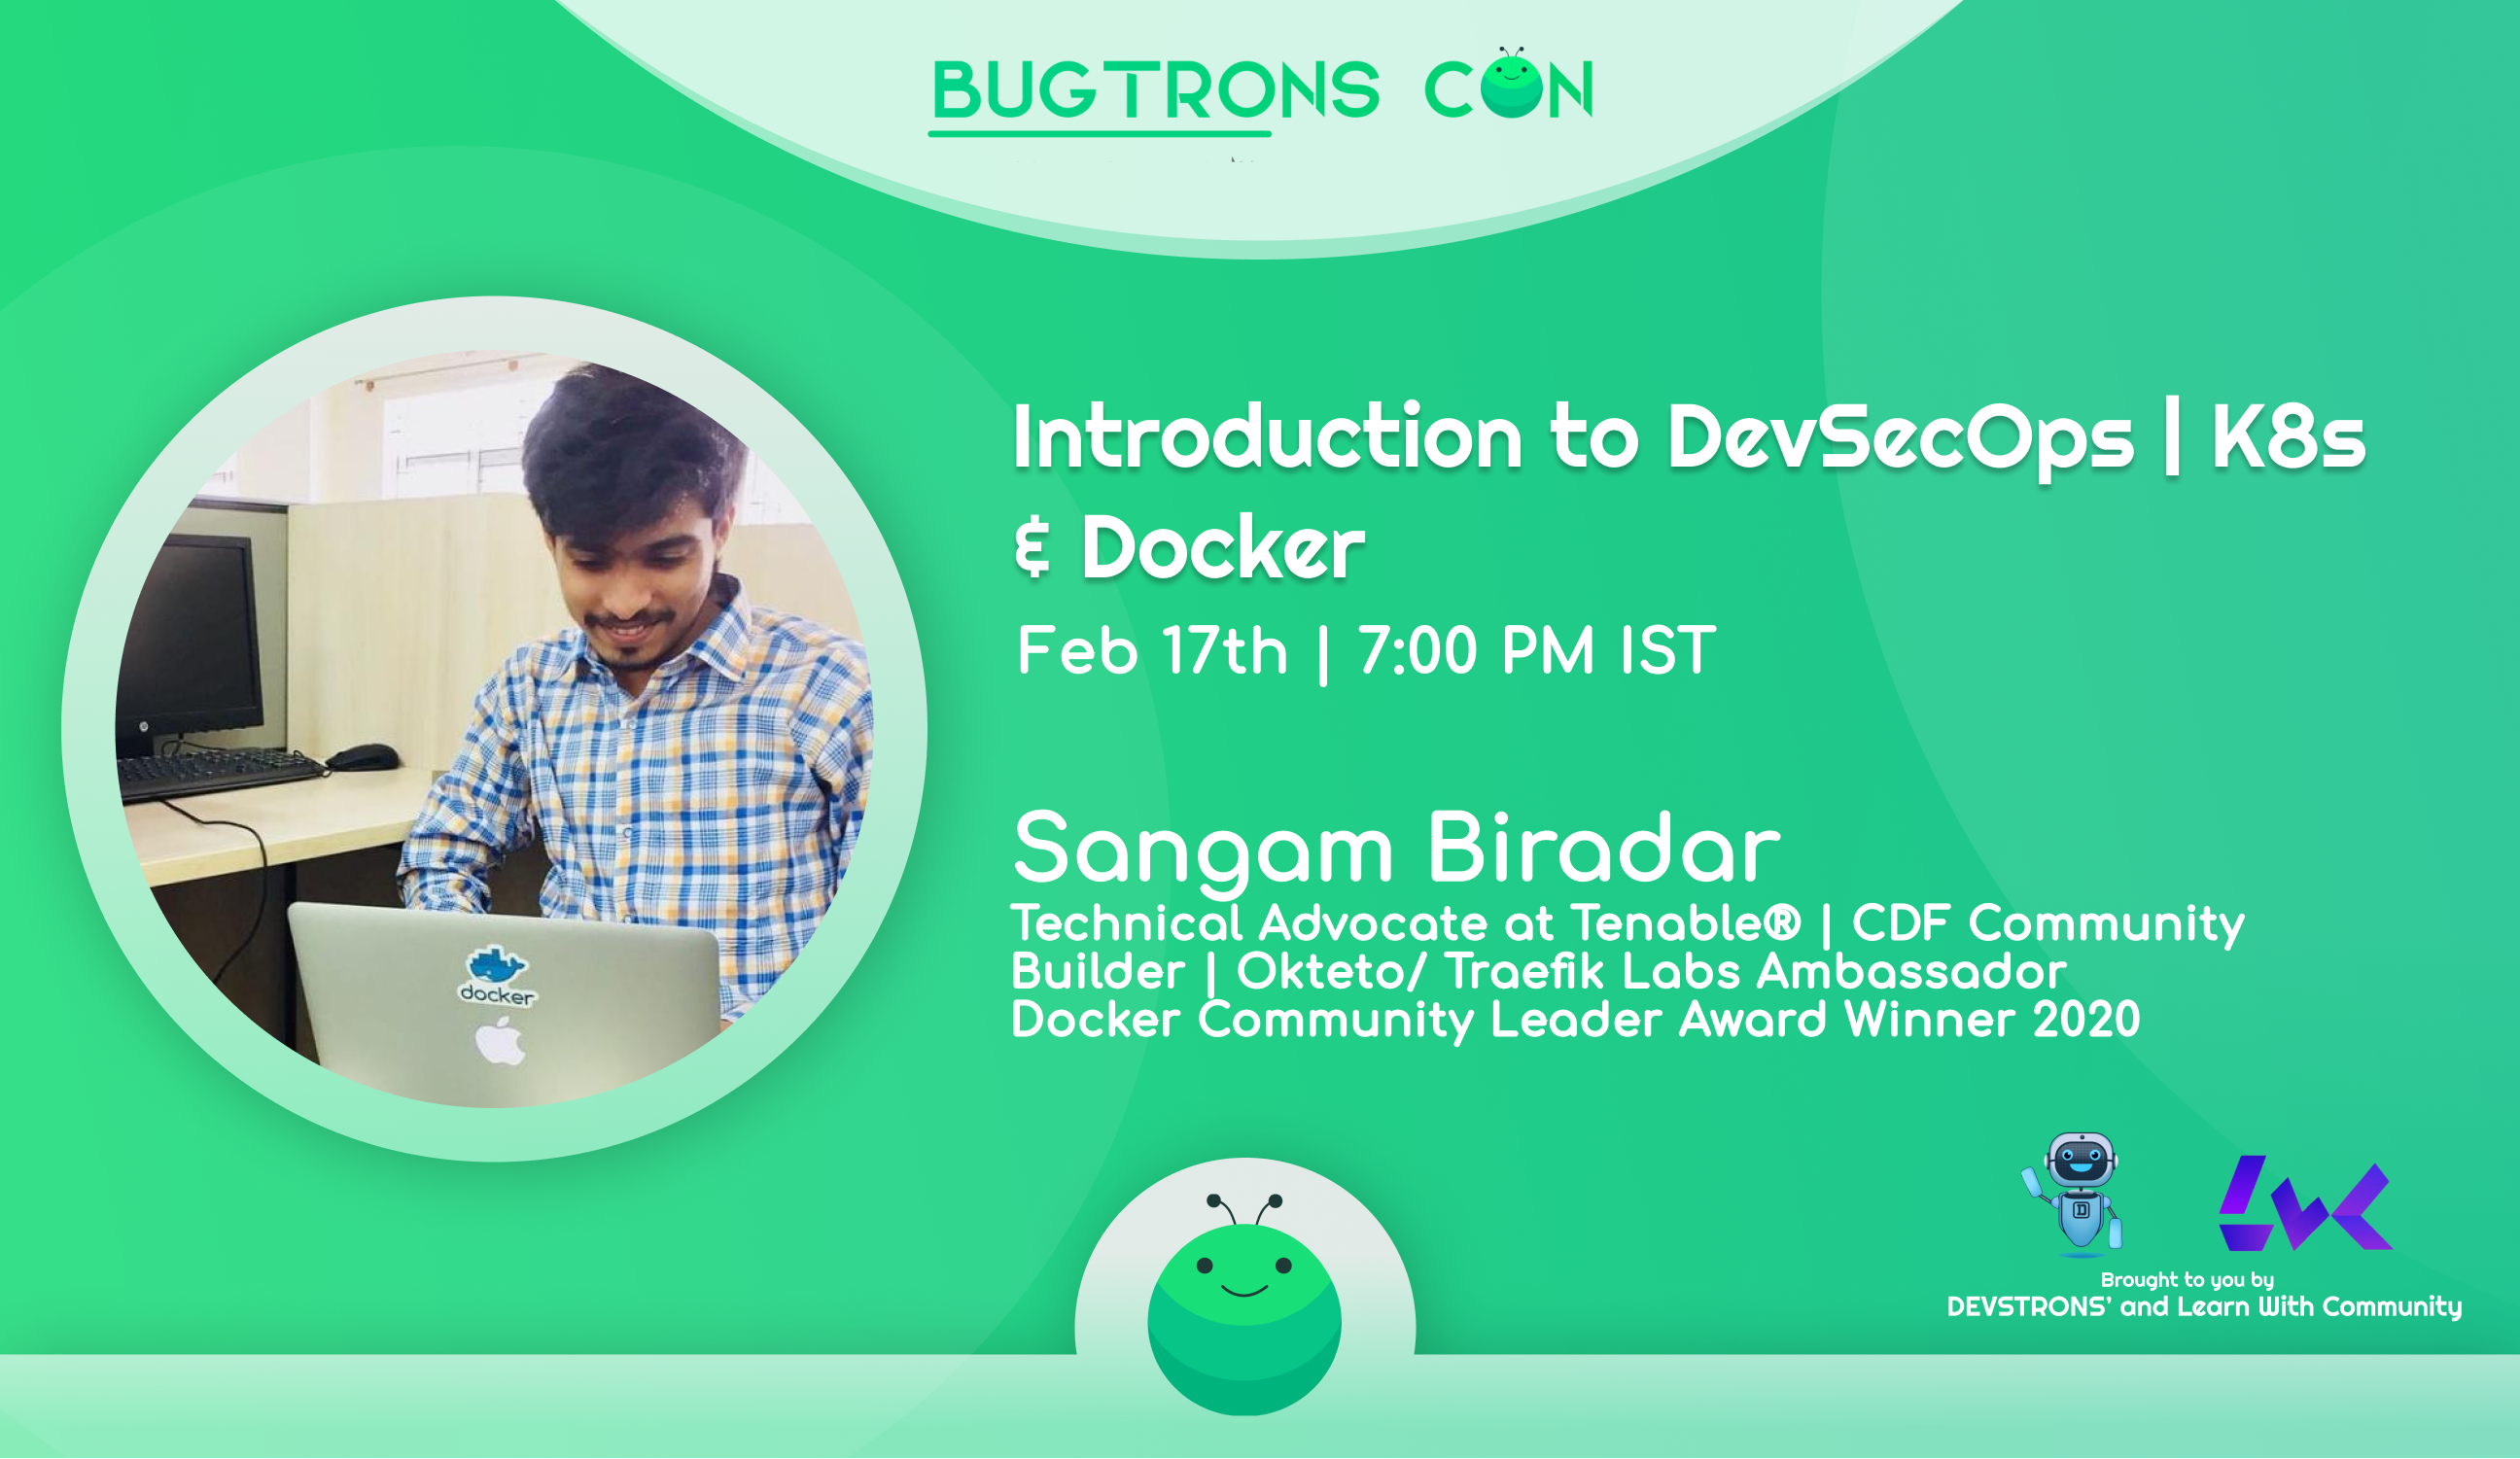 BUGTRONS CON
Introduction to DevSecOps | K8s
& Docker
Feb 17th | 7:00 PM IST
Sangam Biradar
Technical Advocate at Tenable® | CDF Community
Builder | Okteto/ Traefik Labs Ambassador
Docker Community Leader Award Winner 2020
docker
hp
D
LWC
Brought to you by
DEVSTRONS' and Learn With Community